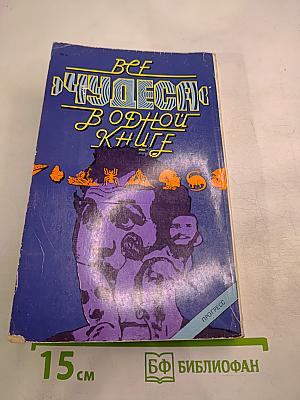 ВСЕ
"ЧУДЕСА"
В ОДНОЙ
КНИГЕ
ПРОГРЕСС
15 см
БФ БИБЛИОФАН